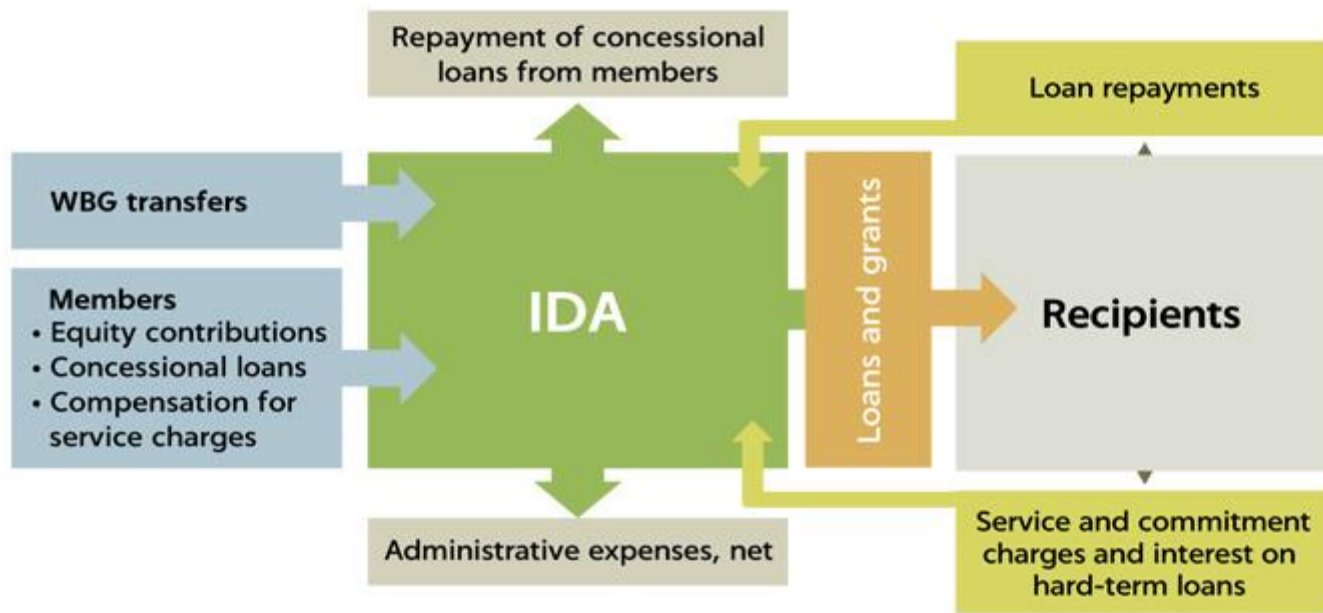 Repayment of concessional
loans from members
Loan repayments
WBG transfers
Members
• Equity contributions
• Concessional loans
• Compensation for
service charges
IDA
Loans and grants
Recipients
Administrative expenses, net
Service and commitment
charges and interest on
hard-term loans